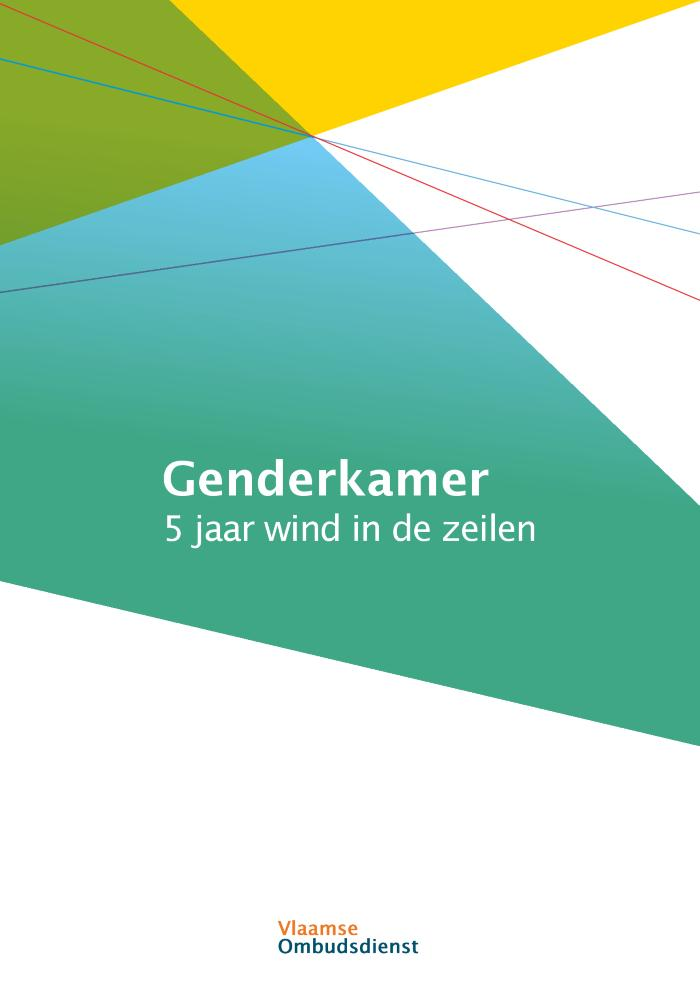 Genderkamer
5 jaar wind in de zeilen
Vlaamse
Ombudsdienst